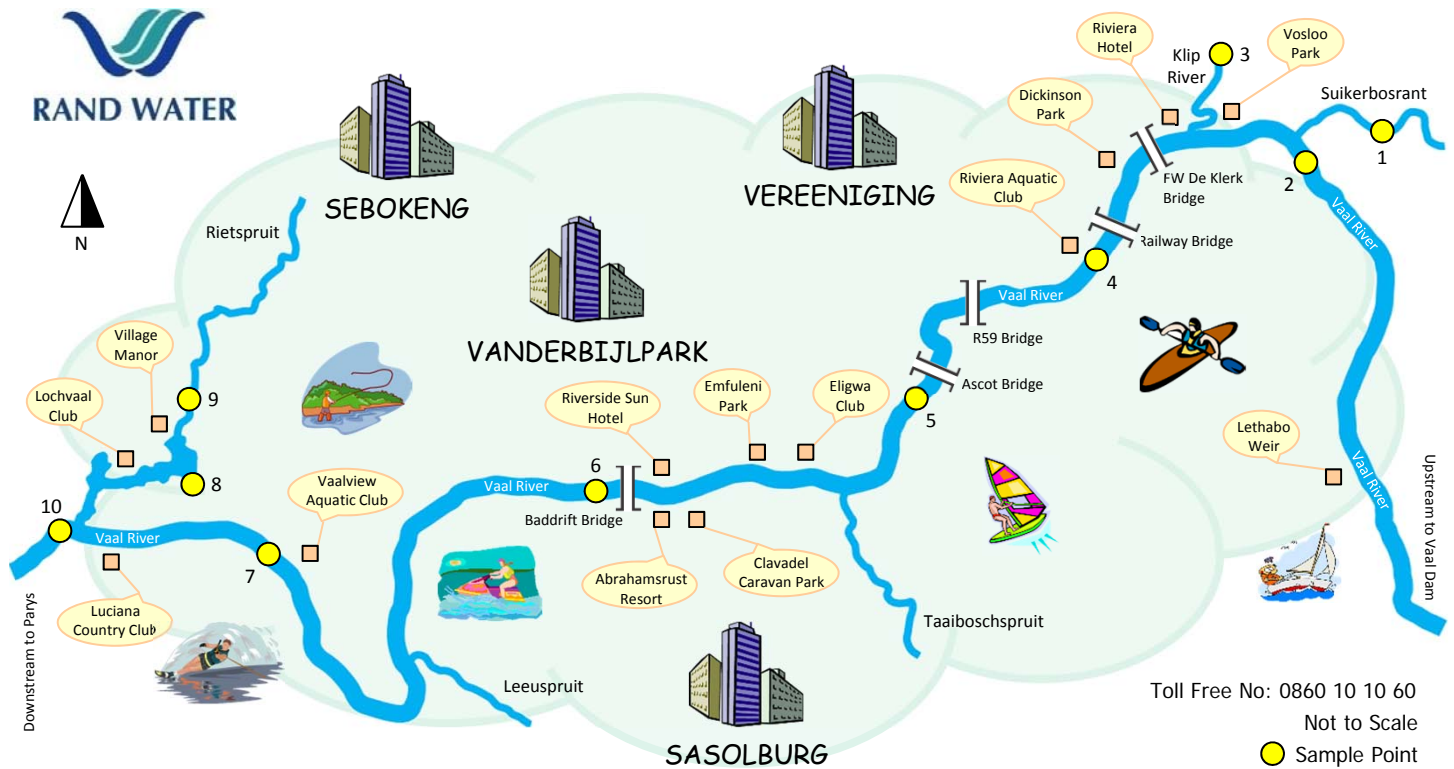 RAND WATER
N
SEBOKENG
VEREENIGING
VANDERBIJLPARK
SASOLBURG
Riviera
Hotel
Klip
River
3
Vosloo
Park
Suikerbosrant
1
2
Dickinson
Park
FW De Klerk
Bridge
Riviera Aquatic
Club
Railway Bridge
4
Vaal River
Vaal River
R59 Bridge
Ascot Bridge
5
Rietspruit
Village
Manor
Lochvaal
Club
9
8
10
Vaal River
7
Vaalview
Aquatic Club
Luciana
Country Club
Riverside Sun
Hotel
Emfuleni
Park
Eligwa
Club
6
Vaal River
Baddrift Bridge
Abrahamsrust
Resort
Clavadel
Caravan Park
Taaiboschspruit
Leeuspruit
Lethabo
Weir
Vaal River
Upstream to Vaal Dam
Downstream to Parys
Toll Free No: 0860 10 10 60
Not to Scale
Sample Point